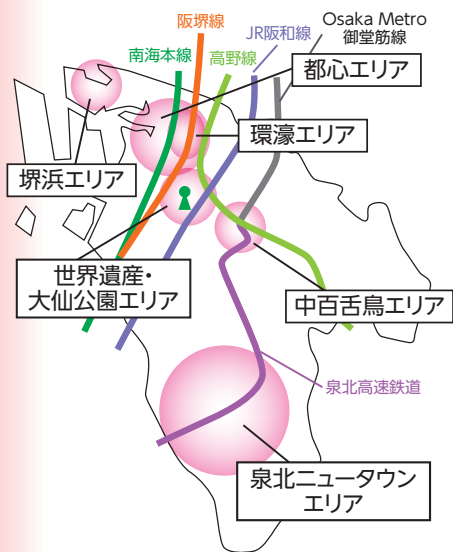 阪堺線
Osaka Metro
御堂筋線
JR阪和線
南海本線
高野線
都心エリア
環濠エリア
堺浜エリア
世界遺産・
大仙公園エリア
中百舌鳥エリア
泉北高速鉄道
泉北ニュータウン
エリア